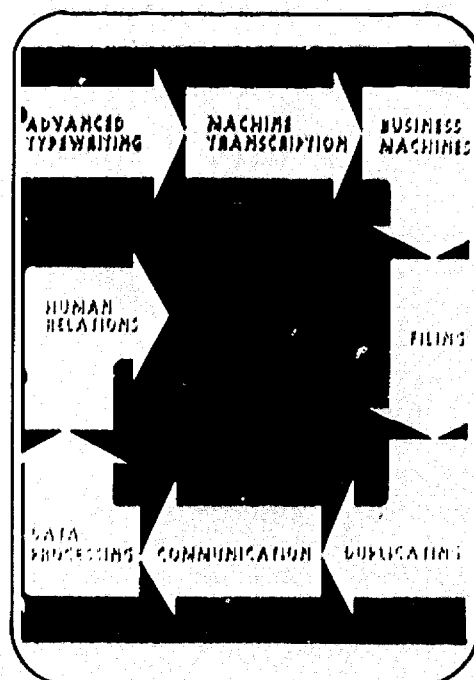 ADVANCED
TYPEWRITING
MACHINE
TRANSCRIPTION
BUSINESS
MACHINES
FILING
DUPLICATING
COMMUNICATION
DATA
PROCESSING
HUMAN
RELATIONS